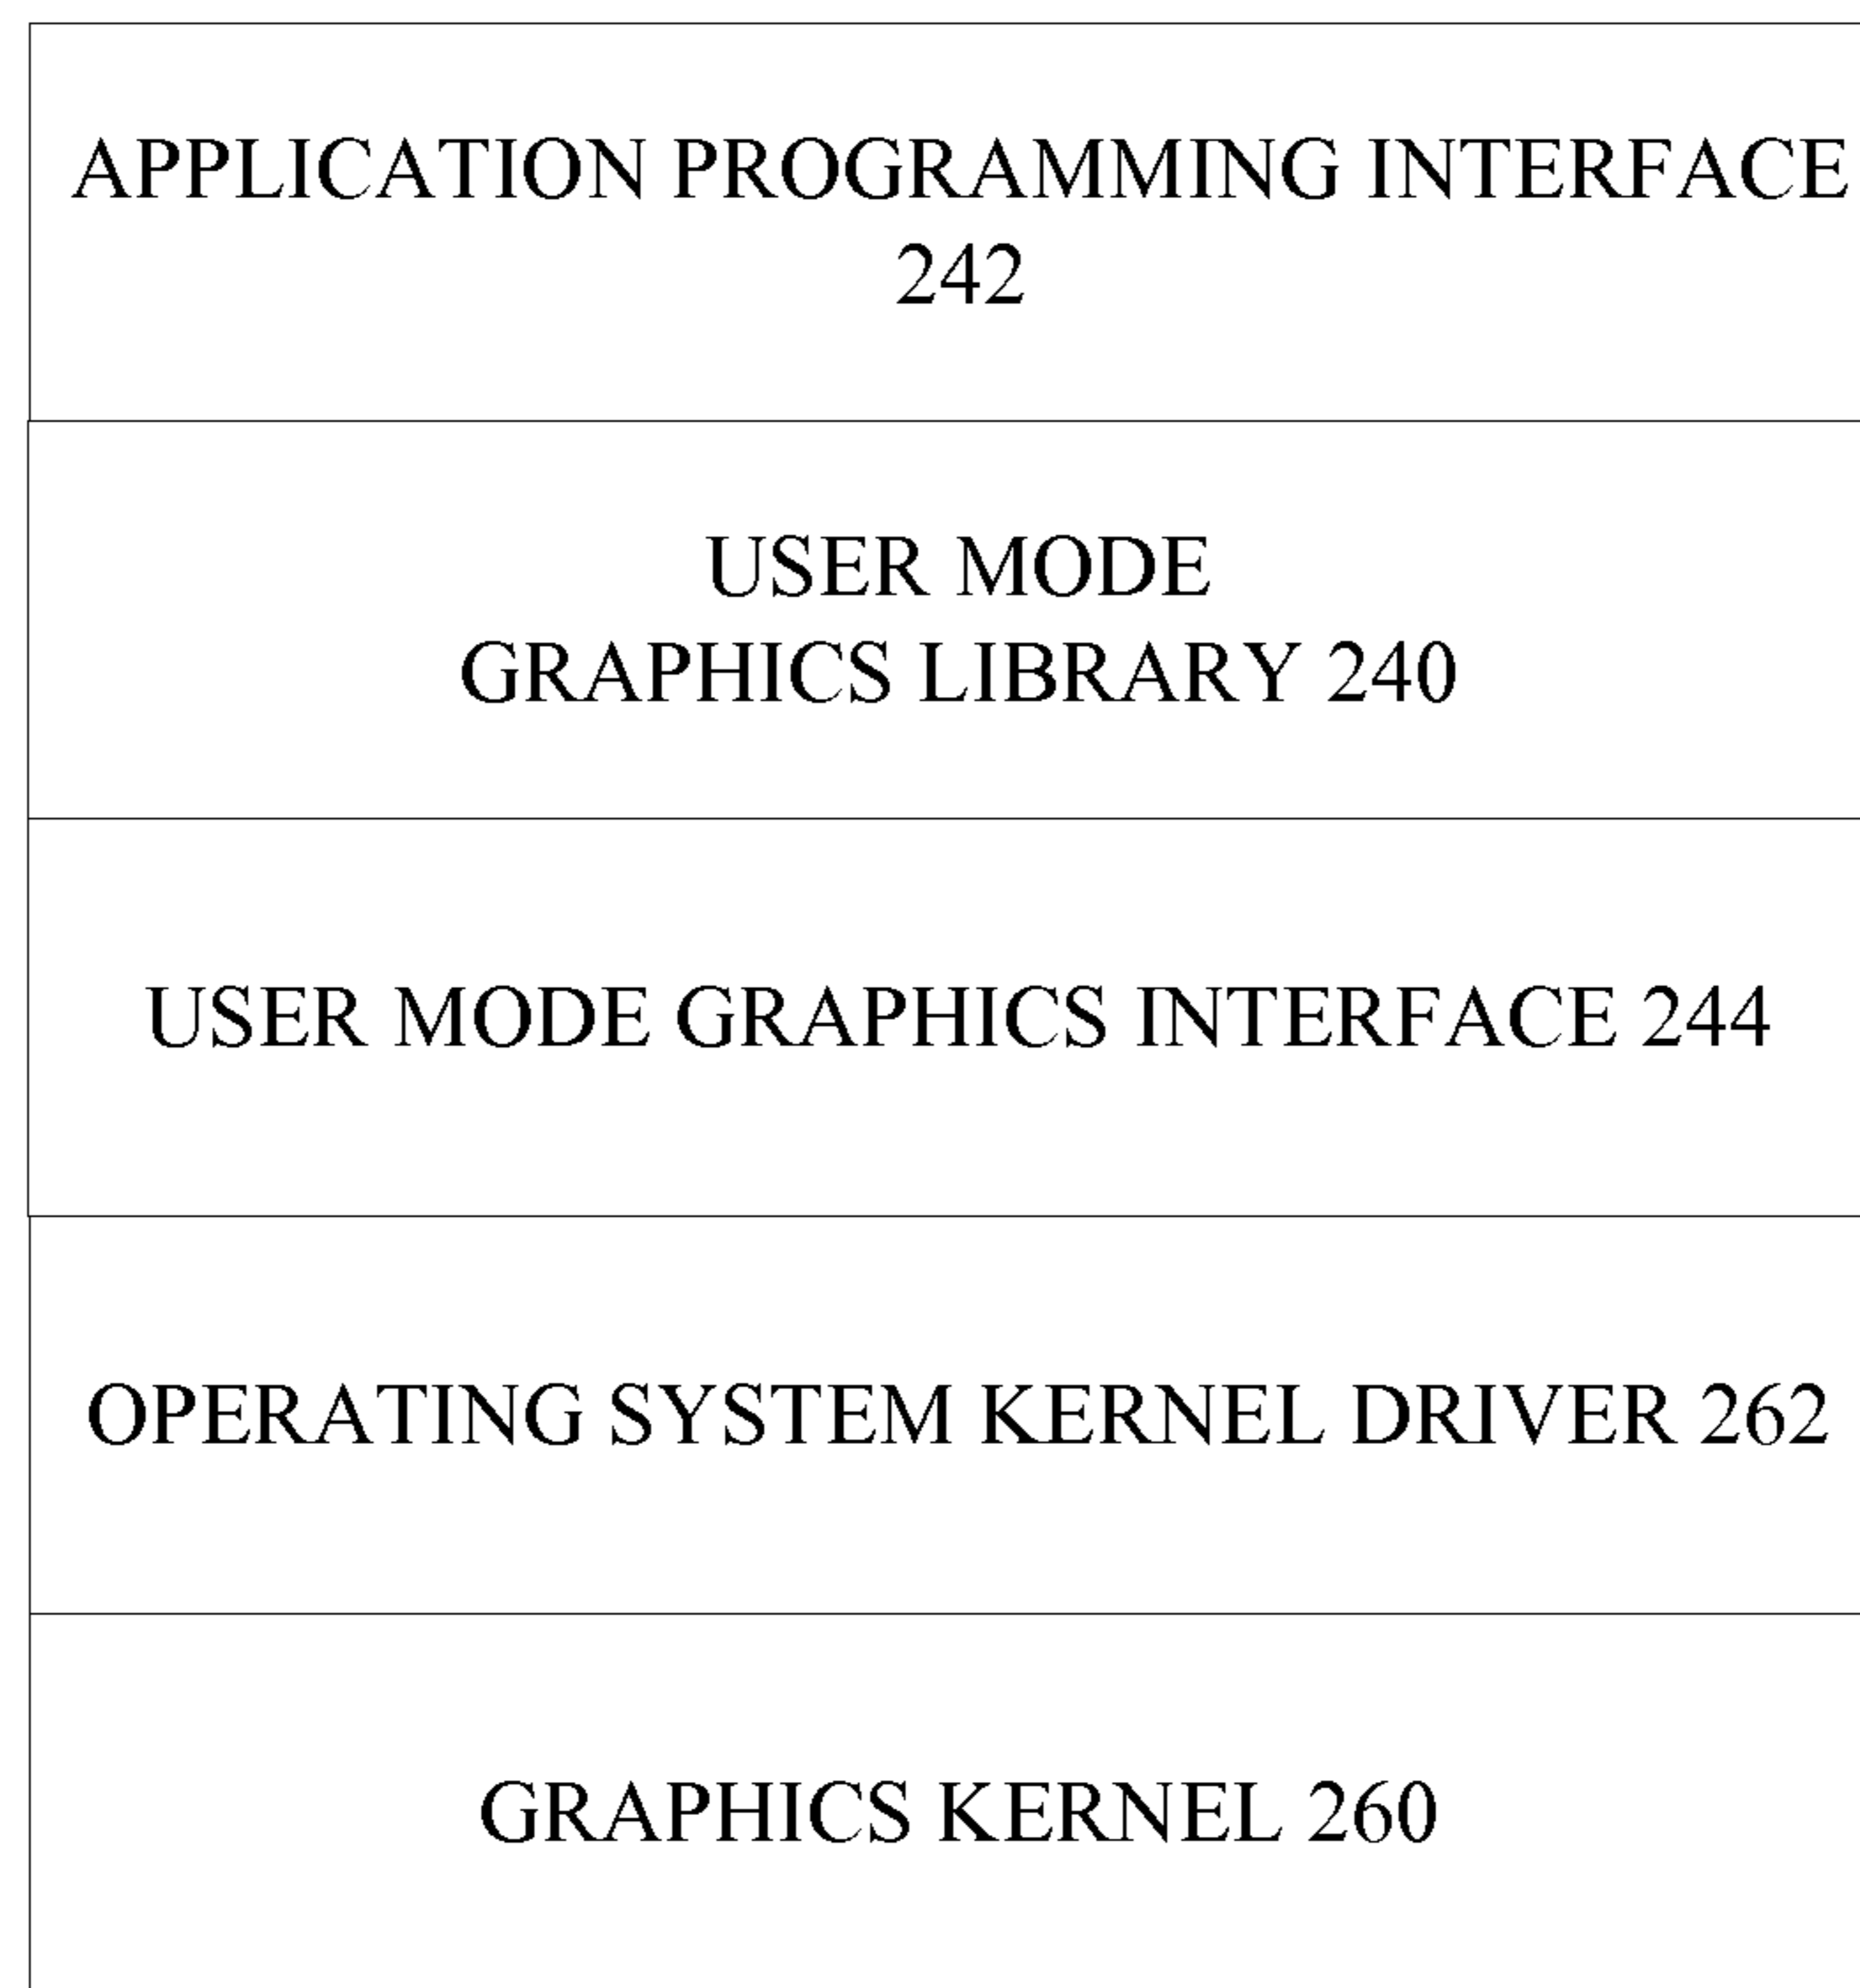 APPLICATION PROGRAMMING INTERFACE
242
USER MODE
GRAPHICS LIBRARY 240
USER MODE GRAPHICS INTERFACE 244
OPERATING SYSTEM KERNEL DRIVER 262
GRAPHICS KERNEL 260